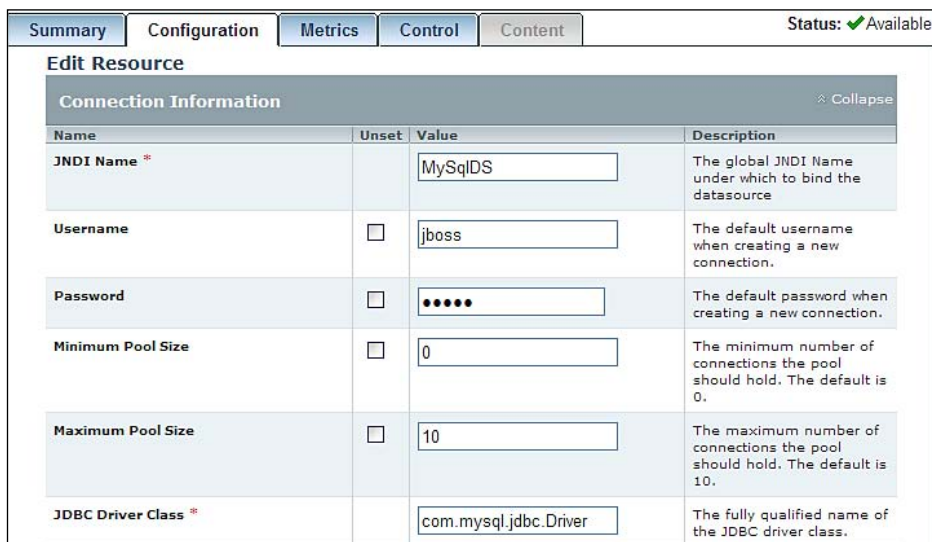 Summary Configuration Metrics Control Content Status: Available
Edit Resource
Connection Information Collapse
Name Unset Value Description
JNDI Name * MySqlDS The global JNDI Name
under which to bind the
datasource
Username jboss The default username
when creating a new
connection.
Password ••••• The default password when
creating a new connection.
Minimum Pool Size 0 The minimum number of
connections the pool
should hold. The default is
0.
Maximum Pool Size 10 The maximum number of
connections the pool
should hold. The default is
10.
JDBC Driver Class * com.mysql.jdbc.Driver The fully qualified name of
the JDBC driver class.